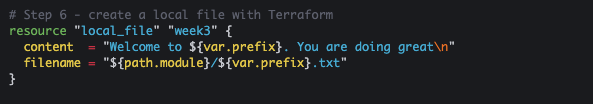 # Step 6 - create a local file with Terraform
resource "local_file" "week3" {
  content  = "Welcome to ${var.prefix}. You are doing great\n"
  filename = "${path.module}/${var.prefix}.txt"
}